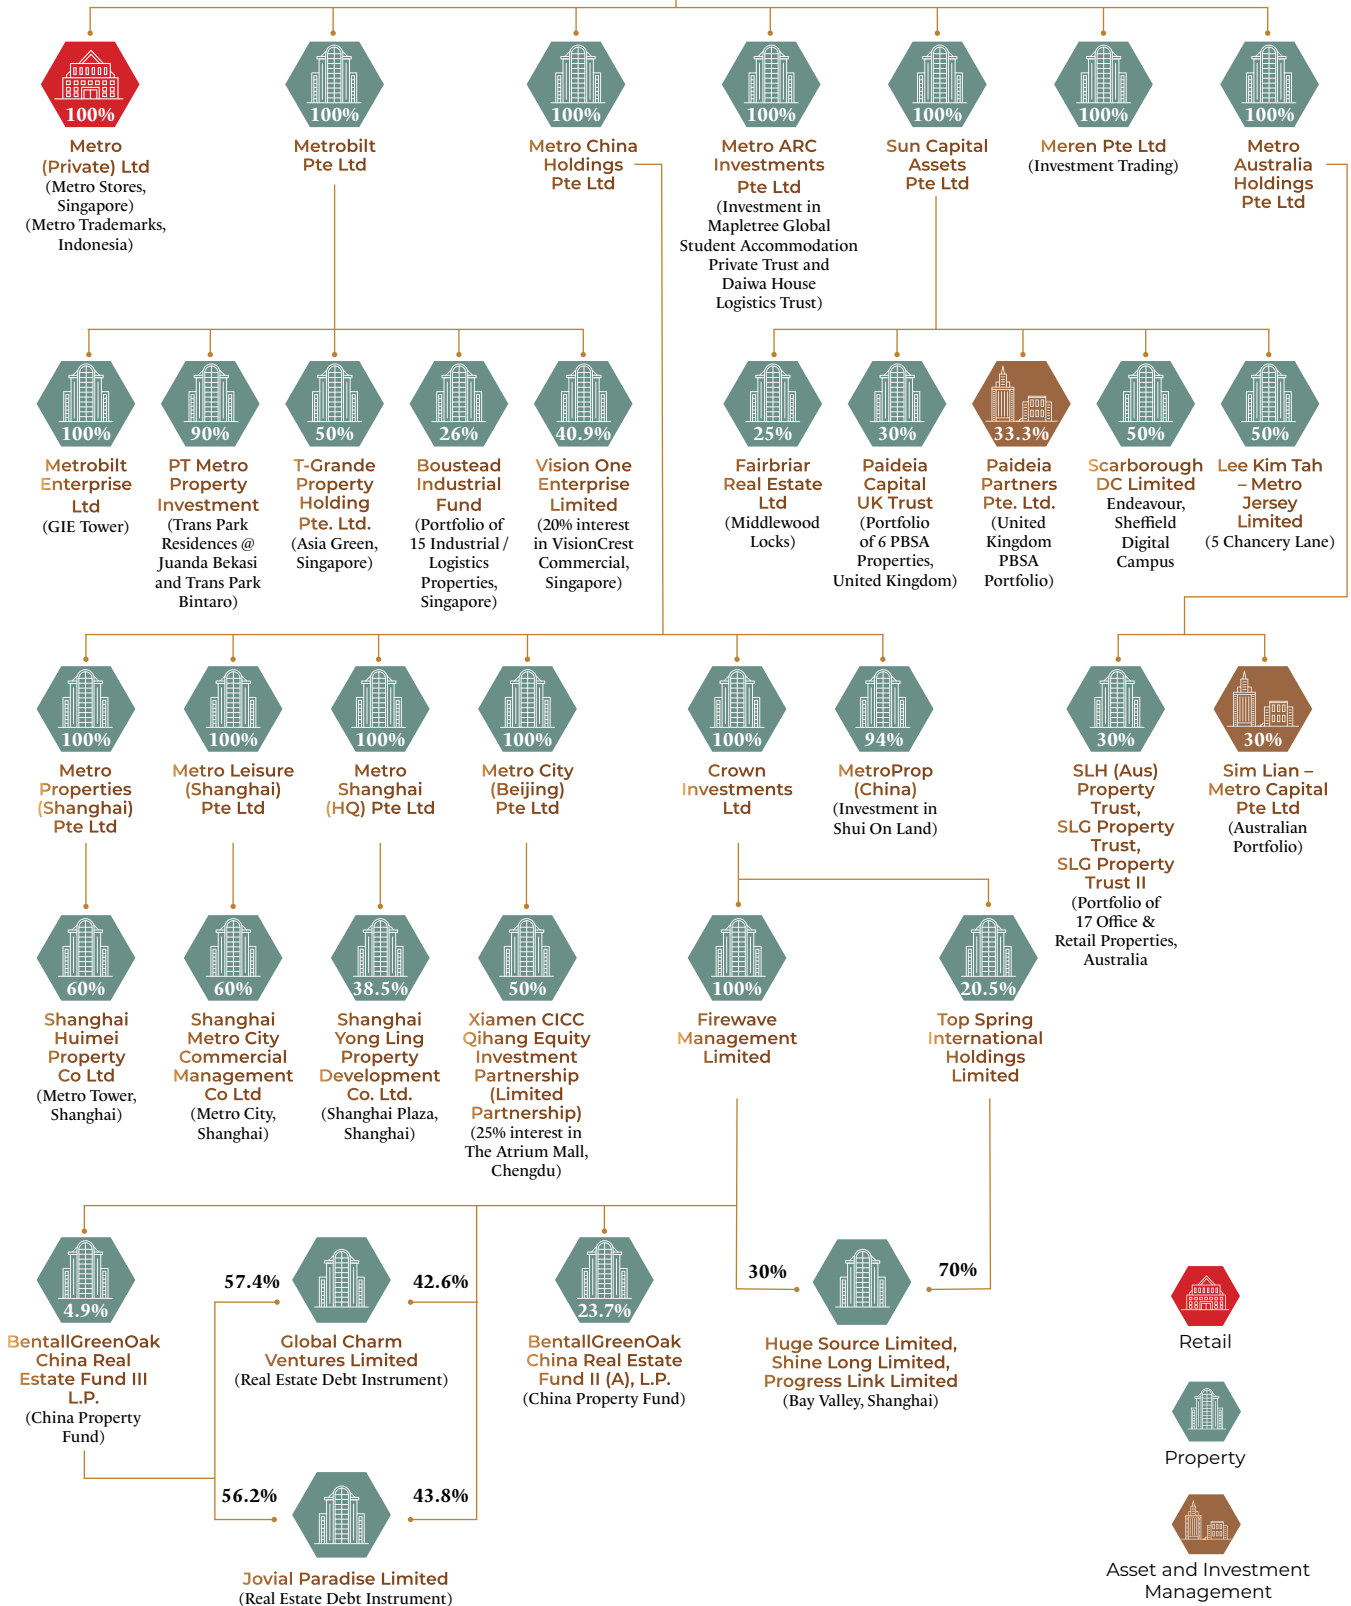 100%
Metro
(Private) Ltd
(Metro Stores,
Singapore)
(Metro Trademarks,
Indonesia)
100%
Metrobilt
Pte Ltd
100%
Metro China
Holdings
Pte Ltd
100%
Metro ARC
Investments
Pte Ltd
(Investment in
Mapletree Global
Student Accommodation
Private Trust and
Daiwa House
Logistics Trust)
100%
Sun Capital
Assets
Pte Ltd
100%
Meren Pte Ltd
(Investment Trading)
100%
Metro
Australia
Holdings
Pte Ltd
100%
Metrobilt
Enterprise
Ltd
(GIE Tower)
90%
PT Metro
Property
Investment
(Trans Park
Residences @
Juanda Bekasi
and Trans Park
Bintaro)
50%
T-Grande
Property
Holding
Pte. Ltd.
(Asia Green,
Singapore)
26%
Boustead
Industrial
Fund
(Portfolio of
15 Industrial /
Logistics
Properties,
Singapore)
40.9%
Vision One
Enterprise
Limited
(20% interest
in VisionCrest
Commercial,
Singapore)
25%
Fairbriar
Real Estate
Ltd
(Middlewood
Locks)
30%
Paideia
Capital
UK Trust
(Portfolio
of 6 PBSA
Properties,
United Kingdom)
33.3%
Paideia
Partners
Pte. Ltd.
(United
Kingdom
PBSA
Portfolio)
50%
Scarborough
DC Limited
Endeavour,
Sheffield
Digital
Campus
50%
Lee Kim Tah
– Metro
Jersey
Limited
(5 Chancery Lane)
100%
Metro
Properties
(Shanghai)
Pte Ltd
100%
Metro Leisure
(Shanghai)
Pte Ltd
100%
Metro
Shanghai
(HQ) Pte Ltd
100%
Metro City
(Beijing)
Pte Ltd
100%
Crown
Investments
Ltd
94%
MetroProp
(China)
(Investment in
Shui On Land)
30%
SLH (Aus)
Property
Trust,
SLG Property
Trust,
SLG Property
Trust II
(Portfolio of
17 Office &
Retail Properties,
Australia
30%
Sim Lian –
Metro Capital
Pte Ltd
(Australian
Portfolio)
60%
Shanghai
Huimei
Property
Co Ltd
(Metro Tower,
Shanghai)
60%
Shanghai
Metro City
Commercial
Management
Co Ltd
(Metro City,
Shanghai)
38.5%
Shanghai
Yong Ling
Property
Development
Co. Ltd.
(Shanghai Plaza,
Shanghai)
50%
Xiamen CICC
Qihang Equity
Investment
Partnership
(Limited
Partnership)
(25% interest in
The Atrium Mall,
Chengdu)
100%
Firewave
Management
Limited
20.5%
Top Spring
International
Holdings
Limited
4.9%
BentallGreenOak
China Real
Estate Fund III
L.P.
(China Property
Fund)
57.4%
42.6%
Global Charm
Ventures Limited
(Real Estate Debt Instrument)
23.7%
BentallGreenOak
China Real Estate
Fund II (A), L.P.
(China Property Fund)
30%
70%
Huge Source Limited,
Shine Long Limited,
Progress Link Limited
(Bay Valley, Shanghai)
56.2%
43.8%
Jovial Paradise Limited
(Real Estate Debt Instrument)
Retail
Property
Asset and Investment
Management